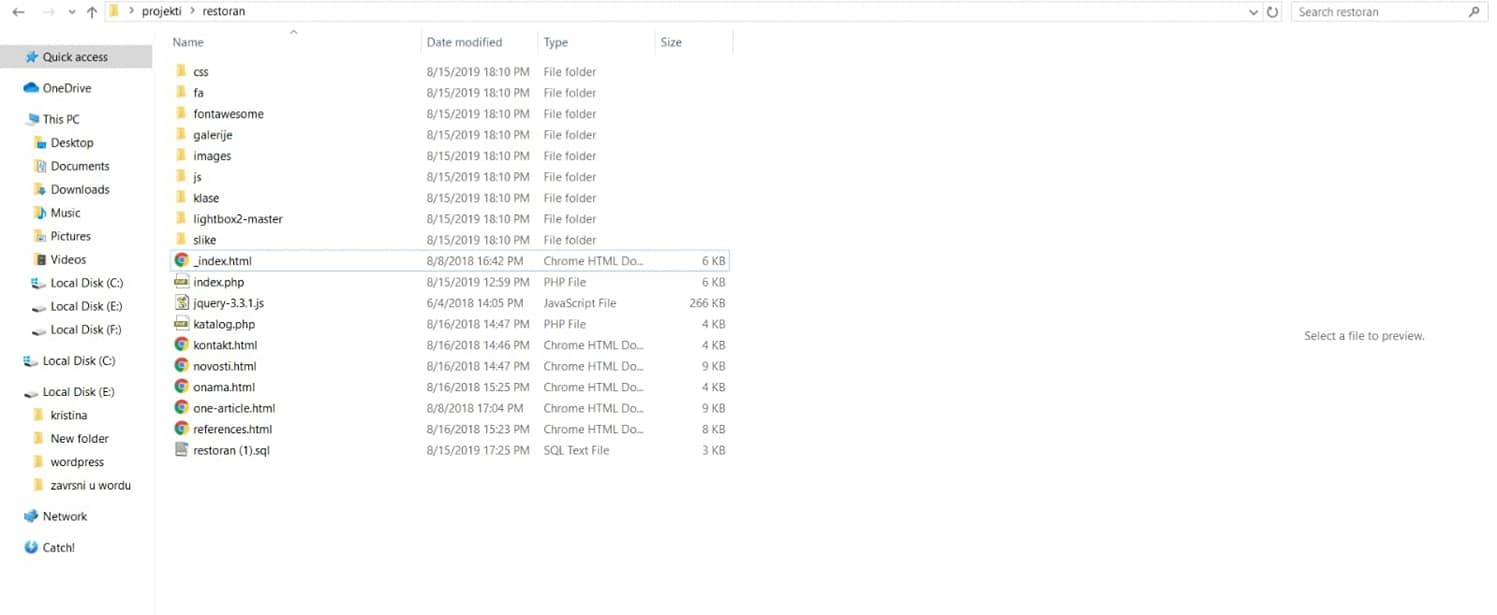 projekti > restoran
Search restoran
Name Date modified Type Size
Quick access
OneDrive
This PC
Desktop
Documents
Downloads
Music
Pictures
Videos
Local Disk (C:)
Local Disk (E:)
Local Disk (F:)
Local Disk (C:)
Local Disk (E:)
kristina
New folder
wordpress
zavrsni u wordu
Network
Catch!
css 8/15/2019 18:10 PM File folder
fa 8/15/2019 18:10 PM File folder
fontawesome 8/15/2019 18:10 PM File folder
galerije 8/15/2019 18:10 PM File folder
images 8/15/2019 18:10 PM File folder
js 8/15/2019 18:10 PM File folder
klase 8/15/2019 18:10 PM File folder
lightbox2-master 8/15/2019 18:10 PM File folder
slike 8/15/2019 18:10 PM File folder
_index.html 8/8/2018 16:42 PM Chrome HTML Do... 6 KB
index.php 8/15/2019 12:59 PM PHP File 6 KB
jquery-3.3.1.js 6/4/2018 14:05 PM JavaScript File 266 KB
katalog.php 8/16/2018 14:47 PM PHP File 4 KB
kontakt.html 8/16/2018 14:46 PM Chrome HTML Do... 4 KB
novosti.html 8/16/2018 14:47 PM Chrome HTML Do... 9 KB
onama.html 8/16/2018 15:25 PM Chrome HTML Do... 4 KB
one-article.html 8/8/2018 17:04 PM Chrome HTML Do... 9 KB
references.html 8/16/2018 15:23 PM Chrome HTML Do... 8 KB
restoran (1).sql 8/15/2019 17:25 PM SQL Text File 3 KB
Select a file to preview.